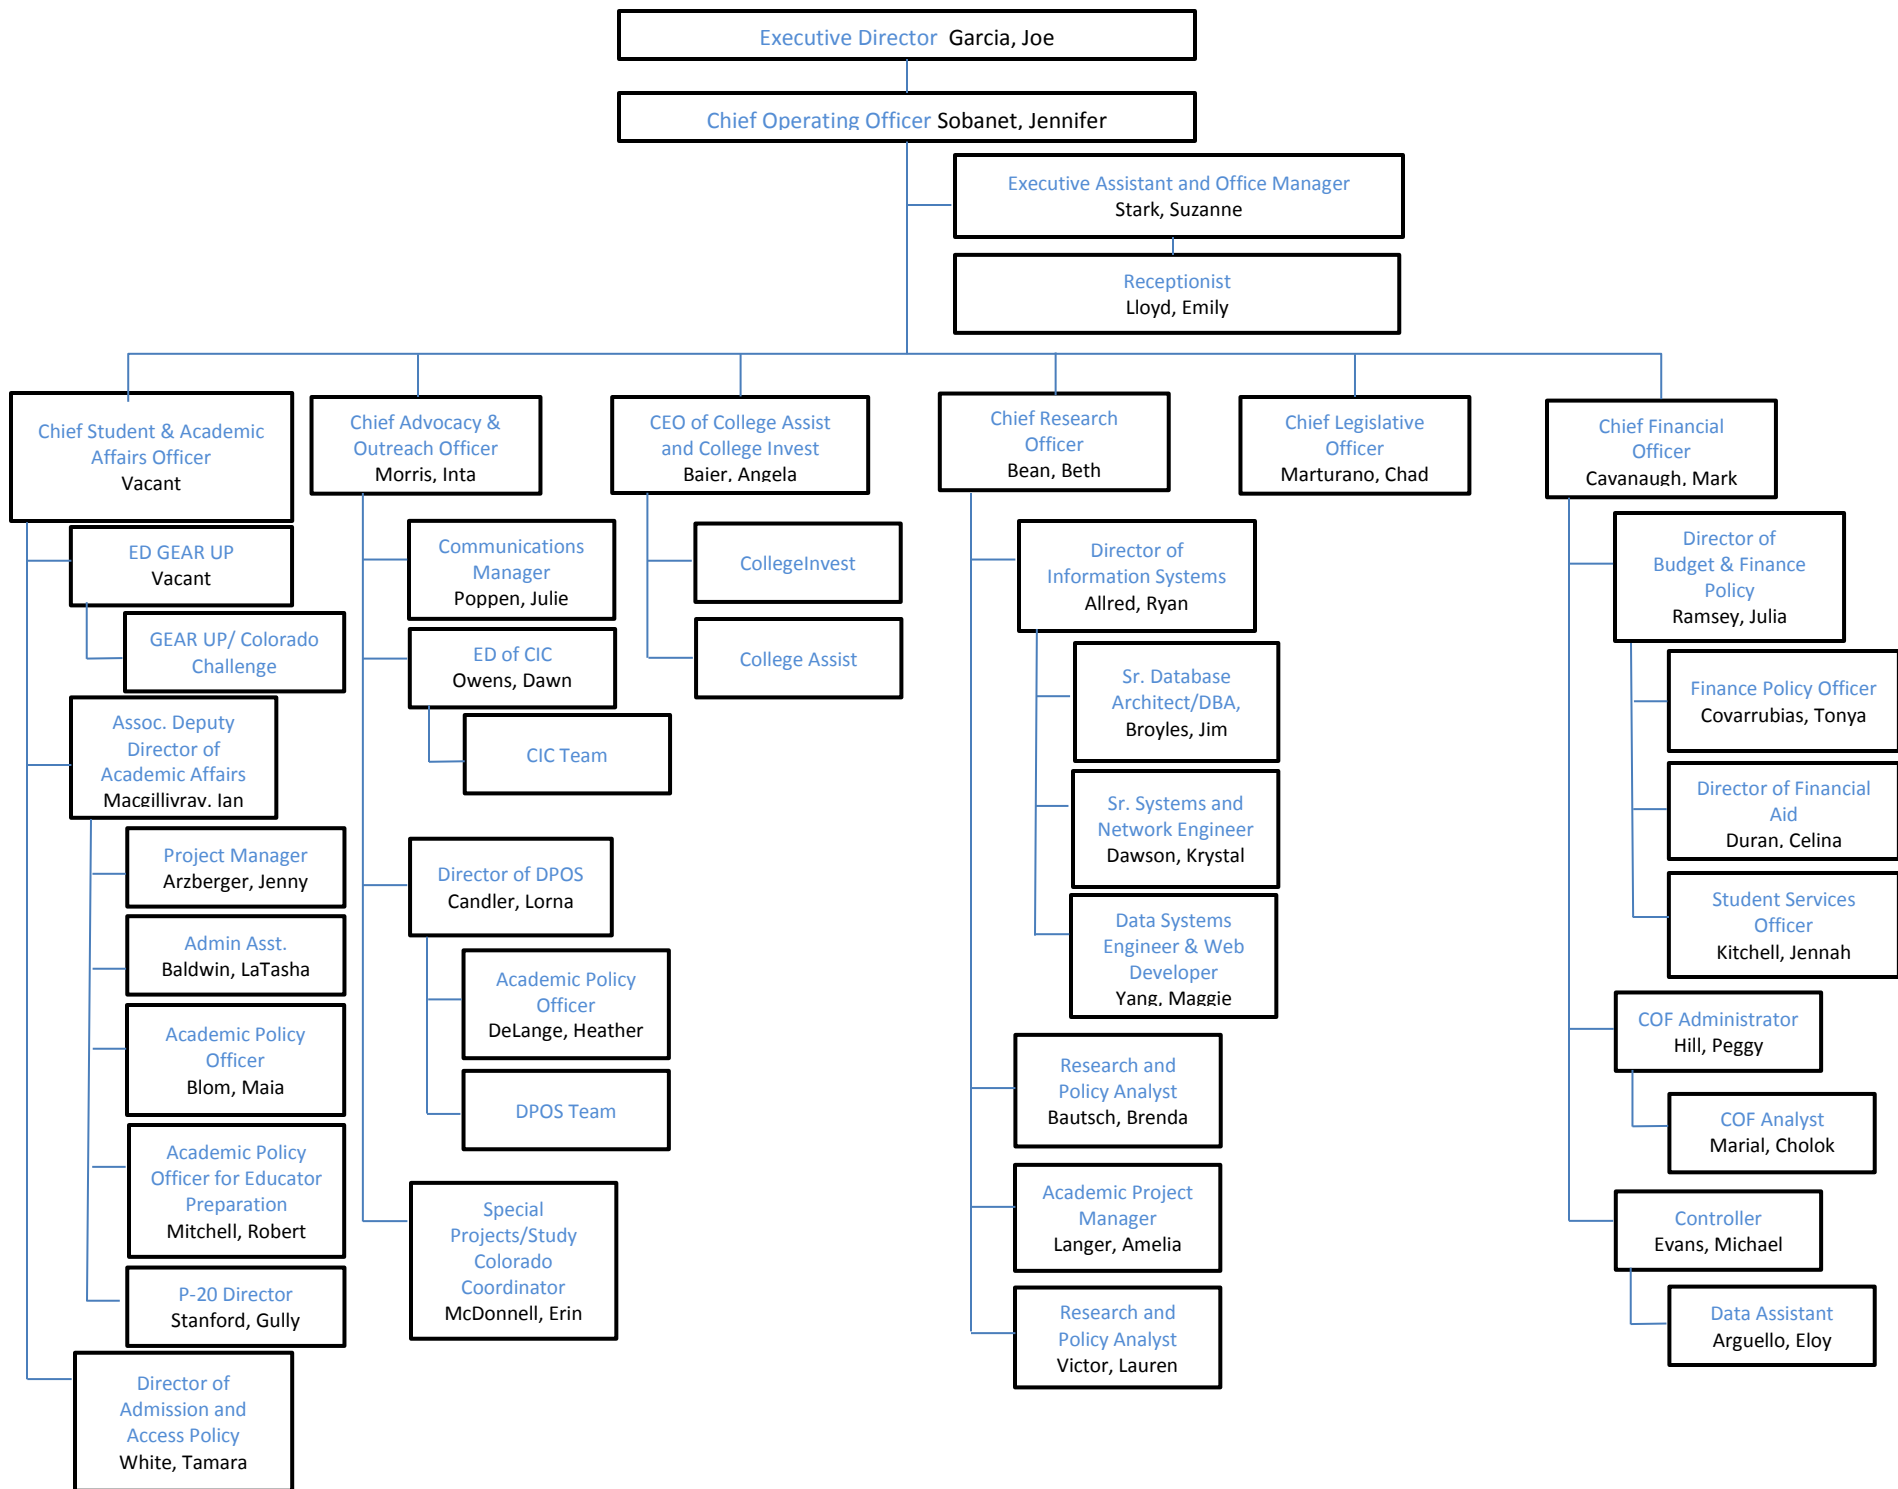 Executive Director Garcia, Joe
Chief Operating Officer Sobanet, Jennifer
Executive Assistant and Office Manager
Stark, Suzanne
Receptionist
Lloyd, Emily
Chief Student & Academic
Affairs Officer
Vacant
ED GEAR UP
Vacant
GEAR UP/ Colorado
Challenge
Assoc. Deputy
Director of
Academic Affairs
Macgillivray, Ian
Project Manager
Arzberger, Jenny
Admin Asst.
Baldwin, LaTasha
Academic Policy
Officer
Blom, Maia
Academic Policy
Officer for Educator
Preparation
Mitchell, Robert
P-20 Director
Stanford, Gully
Director of
Admission and
Access Policy
White, Tamara
Chief Advocacy &
Outreach Officer
Morris, Inta
Communications
Manager
Poppen, Julie
ED of CIC
Owens, Dawn
CIC Team
Director of DPOS
Candler, Lorna
Academic Policy
Officer
DeLange, Heather
DPOS Team
Special
Projects/Study
Colorado
Coordinator
McDonnell, Erin
CEO of College Assist
and College Invest
Baier, Angela
CollegeInvest
College Assist
Chief Research
Officer
Bean, Beth
Director of
Information Systems
Allred, Ryan
Sr. Database
Architect/DBA,
Broyles, Jim
Sr. Systems and
Network Engineer
Dawson, Krystal
Data Systems
Engineer & Web
Developer
Yang, Maggie
Research and
Policy Analyst
Bautsch, Brenda
Academic Project
Manager
Langer, Amelia
Research and
Policy Analyst
Victor, Lauren
Chief Legislative
Officer
Marturano, Chad
Chief Financial
Officer
Cavanaugh, Mark
Director of
Budget & Finance
Policy
Ramsey, Julia
Finance Policy Officer
Covarrubias, Tonya
Director of Financial
Aid
Duran, Celina
Student Services
Officer
Kitchell, Jennah
COF Administrator
Hill, Peggy
COF Analyst
Marial, Cholok
Controller
Evans, Michael
Data Assistant
Arguello, Eloy